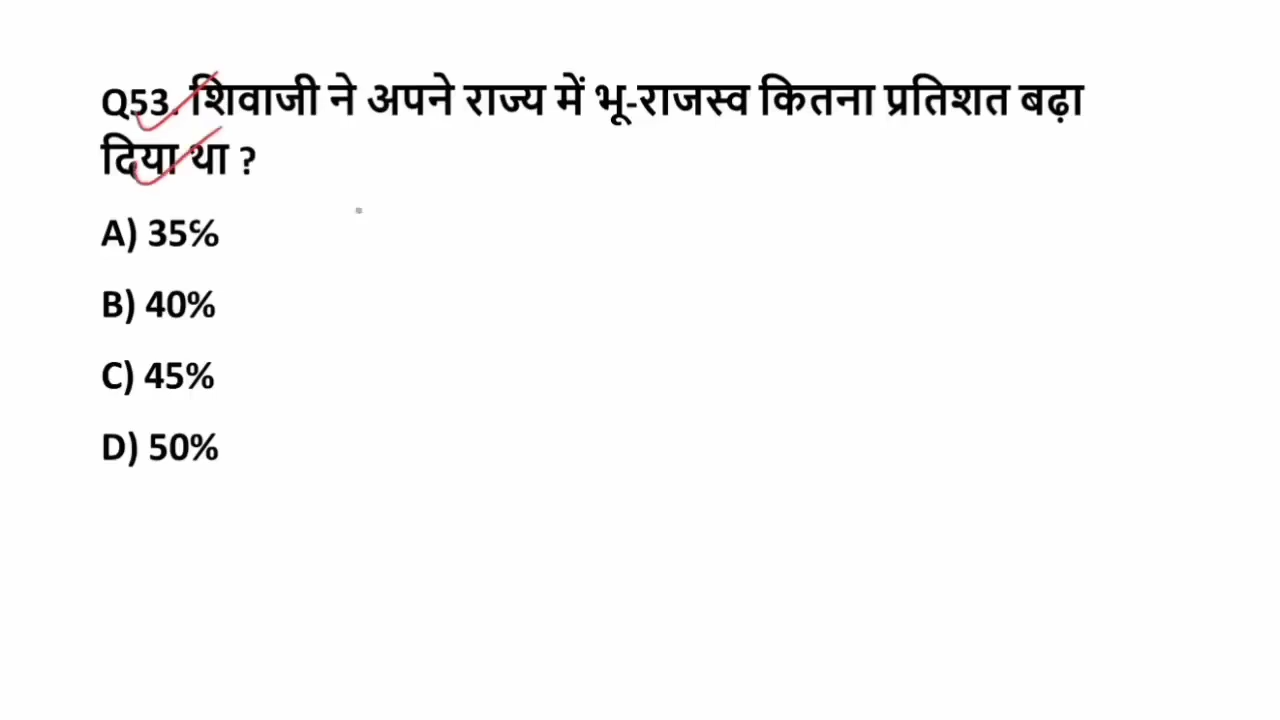 Q53. शिवाजी ने अपने राज्य में भू-राजस्व कितना प्रतिशत बढ़ा
दिया था ?
A) 35%
B) 40%
C) 45%
D) 50%